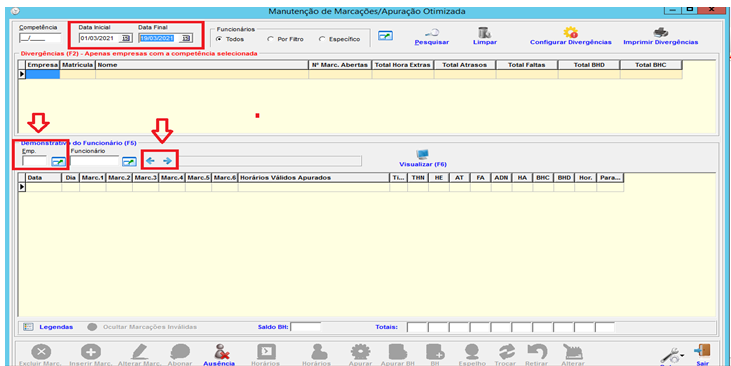 Manutenção de Marcações/Apuração Otimizada
Competência Data Inicial Data Final Funcionários
__/____ 01/03/2021 19/03/2021 Todos Por Filtro Específico Pesquisar Limpar Configurar Divergências Imprimir Divergências
Divergências (F2) - Apenas empresas com a competência selecionada
Empresa Matrícula Nome Nº Marc. Abertas Total Hora Extras Total Atrasos Total Faltas Total BHD Total BHC
Demonstrativo do Funcionário (F5)
Emp. Funcionário
Visualizar (F6)
Data Dia Marc.1 Marc.2 Marc.3 Marc.4 Marc.5 Marc.6 Horários Válidos Apurados Ti... THN HE AT FA ADN HA BHC BHD Hor. Para...
Legendas Ocultar Marcações Inválidas Saldo BH: Totais:
Excluir Marc. Inserir Marc. Alterar Marc. Abonar Ausência Horários Horários Apurar Apurar BH BH Espelho Trocar Retirar Alterar Sair